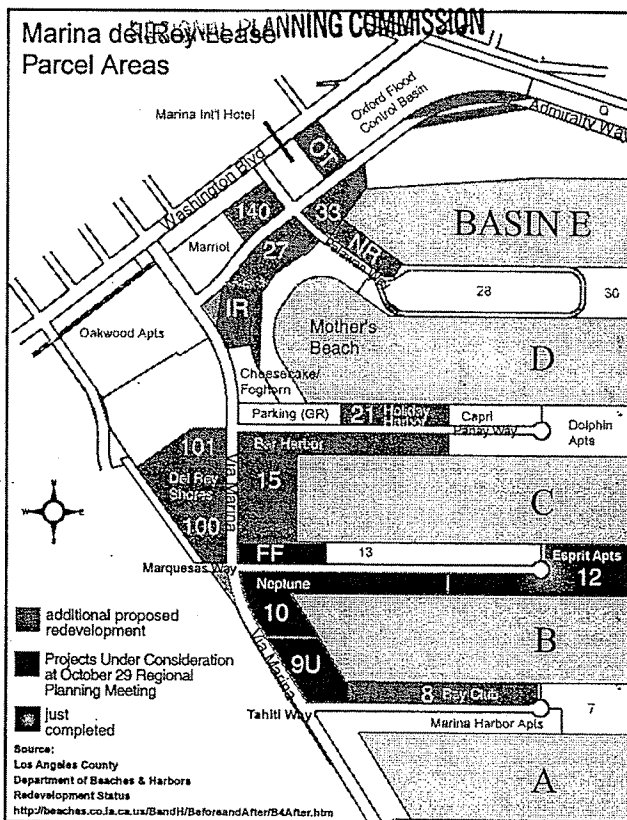 REGIONAL PLANNING COMMISSION
Marina del Rey Lease
Parcel Areas
Marina Int'l Hotel
Oxford Flood
Control Basin
Admiralty Way
Washington Blvd
OT
140
33
BASIN E
Marriot
27
NR
28
30
IR
Mother's
Beach
Oakwood Apts
D
Cheesecake/
Foghorn
Parking (GR)
21 Holiday
Harbor
Capri
Panay Way
Dolphin
Apts
101
Bar Harbor
Del Rey
Shores
15
Via Marina
C
100
FF
13
Esprit Apts
12
Marquesas Way
Neptune
additional proposed
redevelopment
10
B
Projects Under Consideration
at October 29 Regional
Planning Meeting
9U
Via Marina
8 Bay Club
7
just
completed
Tahiti Way
Marina Harbor Apts
Source:
Los Angeles County
Department of Beaches & Harbors
Redevelopment Status
http://beaches.co.la.ca.us/BandH/BeforeandAfter/B4After.htm
A
N
W
E
S